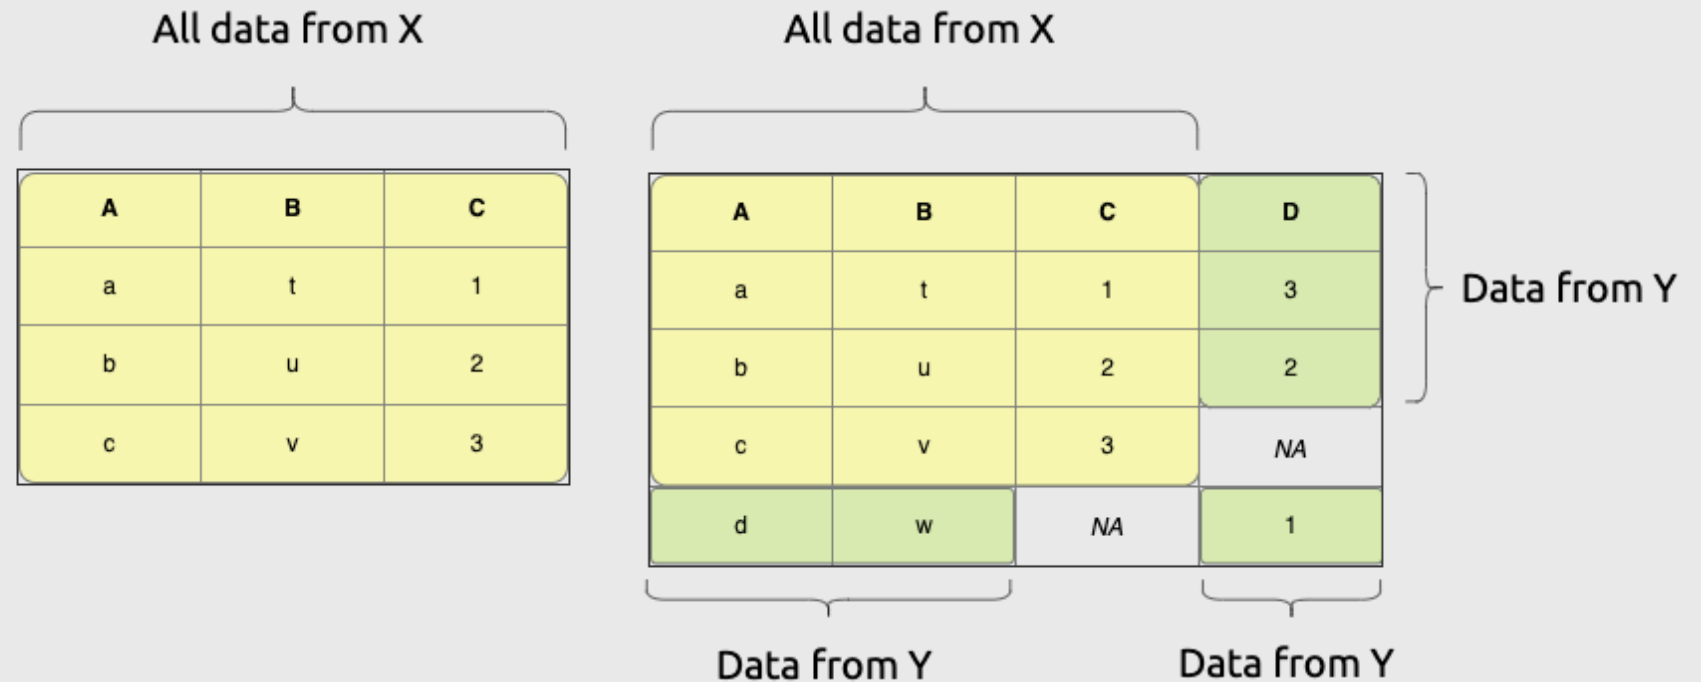 All data from X All data from X
A B C
a t 1
b u 2
c v 3
A B C D
a t 1 3
b u 2 2
c v 3 NA
d w NA 1
Data from Y
Data from Y Data from Y